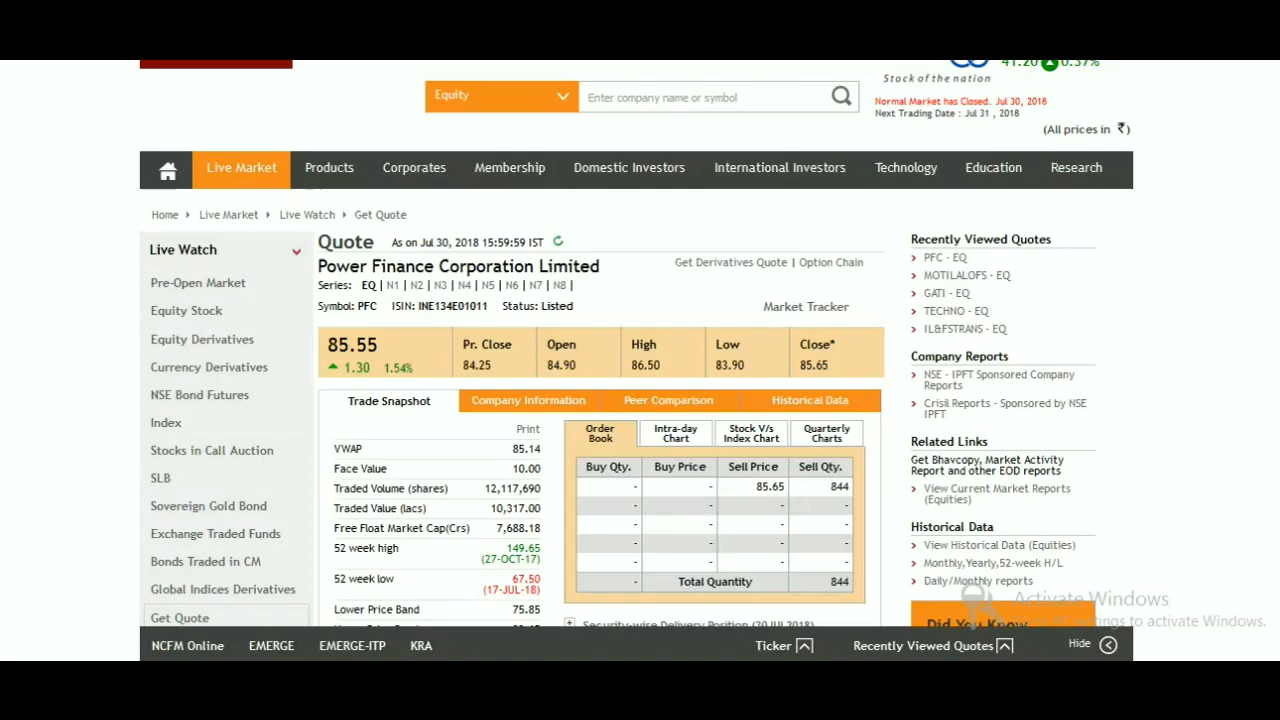 41.20 0.37%
Stock of the nation
Equity
Enter company name or symbol
Normal Market has Closed. Jul 30, 2018
Next Trading Date : Jul 31 , 2018
(All prices in ₹)
Live Market Products Corporates Membership Domestic Investors International Investors Technology Education Research
Home Live Market Live Watch Get Quote
Live Watch
Pre-Open Market
Equity Stock
Equity Derivatives
Currency Derivatives
NSE Bond Futures
Index
Stocks in Call Auction
SLB
Sovereign Gold Bond
Exchange Traded Funds
Bonds Traded in CM
Global Indices Derivatives
Get Quote
Quote As on Jul 30, 2018 15:59:59 IST
Power Finance Corporation Limited
Get Derivatives Quote | Option Chain
Series: EQ | N1 | N2 | N3 | N4 | N5 | N6 | N7 | N8 |
Symbol: PFC ISIN: INE134E01011 Status: Listed
Market Tracker
85.55 Pr. Close Open High Low Close*
1.30 1.54% 84.25 84.90 86.50 83.90 85.65
Trade Snapshot Company Information Peer Comparison Historical Data
Print
VWAP 85.14
Face Value 10.00
Traded Volume (shares) 12,117,690
Traded Value (lacs) 10,317.00
Free Float Market Cap(Crs) 7,688.18
52 week high 149.65
(27-OCT-17)
52 week low 67.50
(17-JUL-18)
Lower Price Band 75.85
Order Book
Intra-day Chart
Stock V/s Index Chart
Quarterly Charts
Buy Qty. Buy Price Sell Price Sell Qty.
- - 85.65 844
- - - -
- - - -
- - - -
- - - -
- Total Quantity 844
Security-wise Delivery Position (30JUL2018)
Recently Viewed Quotes
PFC - EQ
MOTILALOFS - EQ
GATI - EQ
TECHNO - EQ
IL&FSTRANS - EQ
Company Reports
NSE - IPFT Sponsored Company
Reports
Crisil Reports - Sponsored by NSE
IPFT
Related Links
Get Bhavcopy, Market Activity
Report and other EOD reports
View Current Market Reports
(Equities)
Historical Data
View Historical Data (Equities)
Monthly,Yearly,52-week H/L
Daily/Monthly reports
Did You Know
Activate Windows
settings to activate Windows.
NCFM Online EMERGE EMERGE-ITP KRA Ticker Recently Viewed Quotes Hide